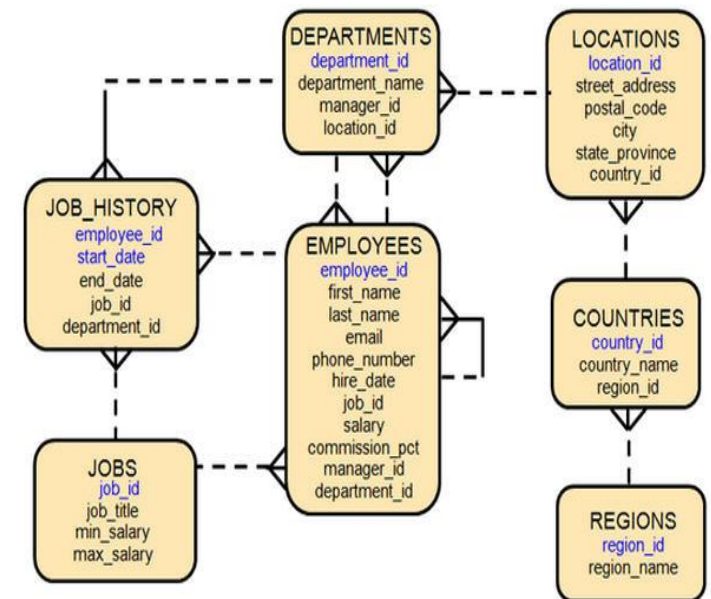 DEPARTMENTS
department_id
department_name
manager_id
location_id
LOCATIONS
location_id
street_address
postal_code
city
state_province
country_id
JOB_HISTORY
employee_id
start_date
end_date
job_id
department_id
EMPLOYEES
employee_id
first_name
last_name
email
phone_number
hire_date
job_id
salary
commission_pct
manager_id
department_id
COUNTRIES
country_id
country_name
region_id
JOBS
job_id
job_title
min_salary
max_salary
REGIONS
region_id
region_name